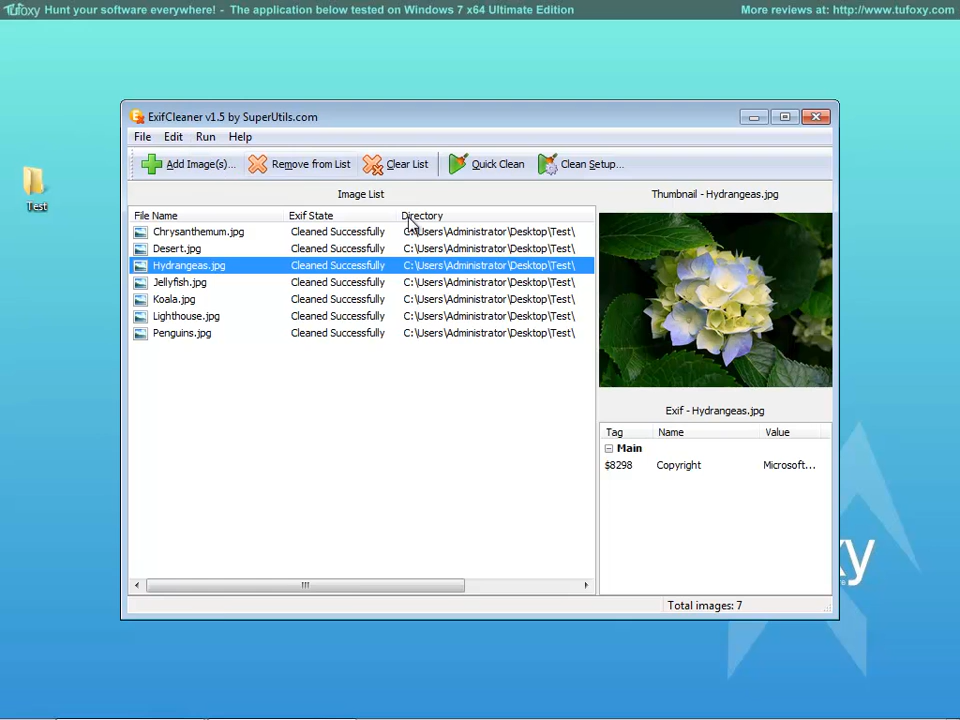 Tufoxy Hunt your software everywhere! - The application below tested on Windows 7 x64 Ultimate Edition More reviews at: http://www.tufoxy.com
Test
ExifCleaner v1.5 by SuperUtils.com
File Edit Run Help
Add Image(s)... Remove from List Clear List Quick Clean Clean Setup...
Image List
Thumbnail - Hydrangeas.jpg
File Name Exif State Directory
Chrysanthemum.jpg Cleaned Successfully C:\Users\Administrator\Desktop\Test\
Desert.jpg Cleaned Successfully C:\Users\Administrator\Desktop\Test\
Hydrangeas.jpg Cleaned Successfully C:\Users\Administrator\Desktop\Test\
Jellyfish.jpg Cleaned Successfully C:\Users\Administrator\Desktop\Test\
Koala.jpg Cleaned Successfully C:\Users\Administrator\Desktop\Test\
Lighthouse.jpg Cleaned Successfully C:\Users\Administrator\Desktop\Test\
Penguins.jpg Cleaned Successfully C:\Users\Administrator\Desktop\Test\
Exif - Hydrangeas.jpg
Tag Name Value
Main
$8298 Copyright Microsoft...
xy
Total images: 7